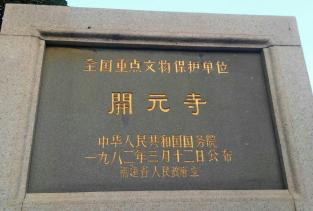 全国重点文物保护单位
開元寺
中华人民共和国国务院
一九八二年三月十二日公布
福建省人民政府立